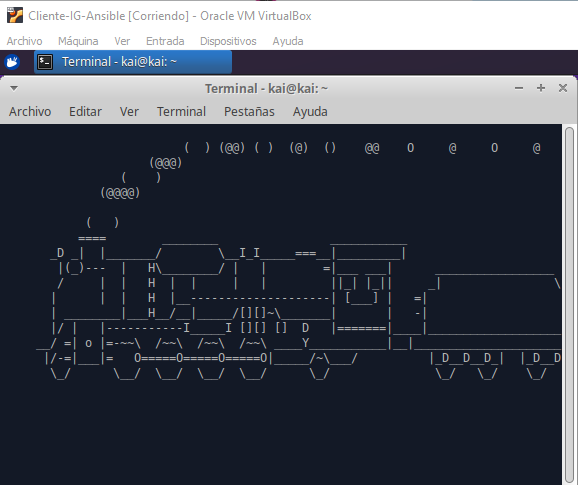 Cliente-IG-Ansible [Corriendo] - Oracle VM VirtualBox
Archivo Máquina Ver Entrada Dispositivos Ayuda
Terminal - kai@kai: ~
Terminal - kai@kai: ~
Archivo Editar Ver Terminal Pestañas Ayuda